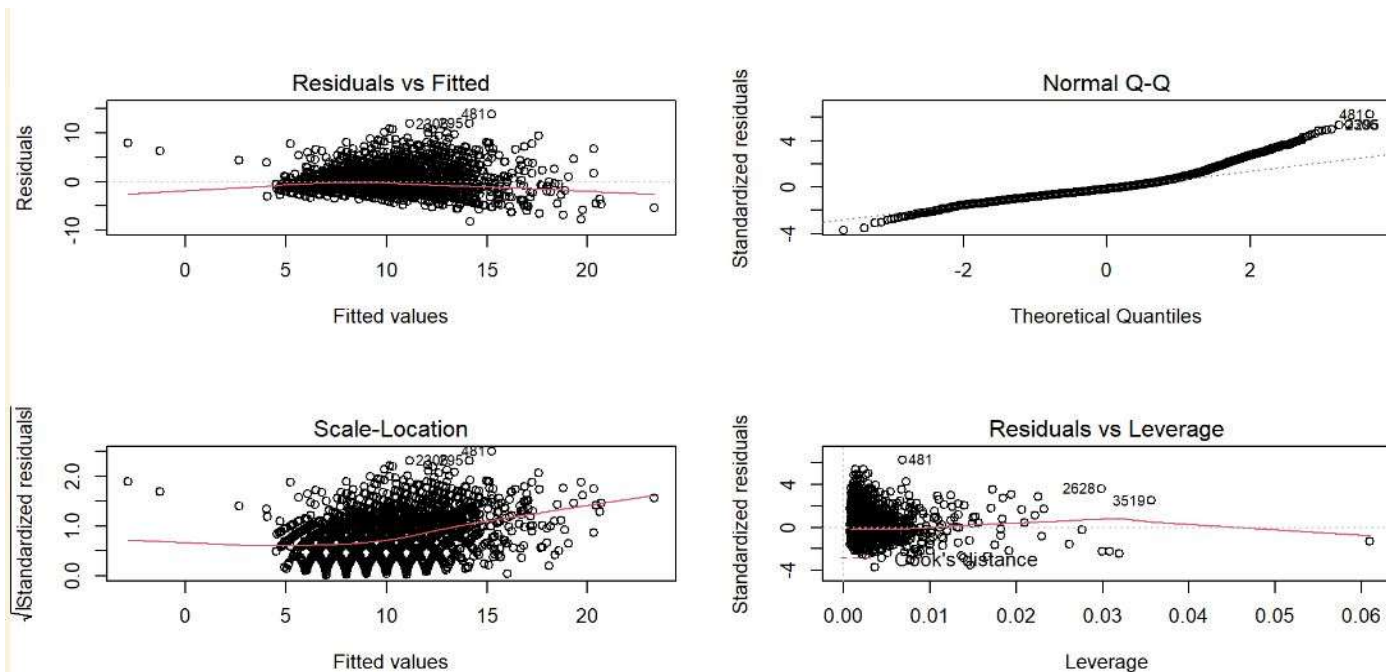 Residuals vs Fitted
Residuals
10
0
-10
481
2306
295
0 5 10 15 20
Fitted values
Normal Q-Q
Standardized residuals
4
0
-4
481
-2 0 2
Theoretical Quantiles
Scale-Location
√|Standardized residuals|
2.0
1.0
0.0
481
0 5 10 15 20
Fitted values
Residuals vs Leverage
Standardized residuals
4
0
-4
481
2628
3519
Cook's distance
0.00 0.01 0.02 0.03 0.04 0.05 0.06
Leverage